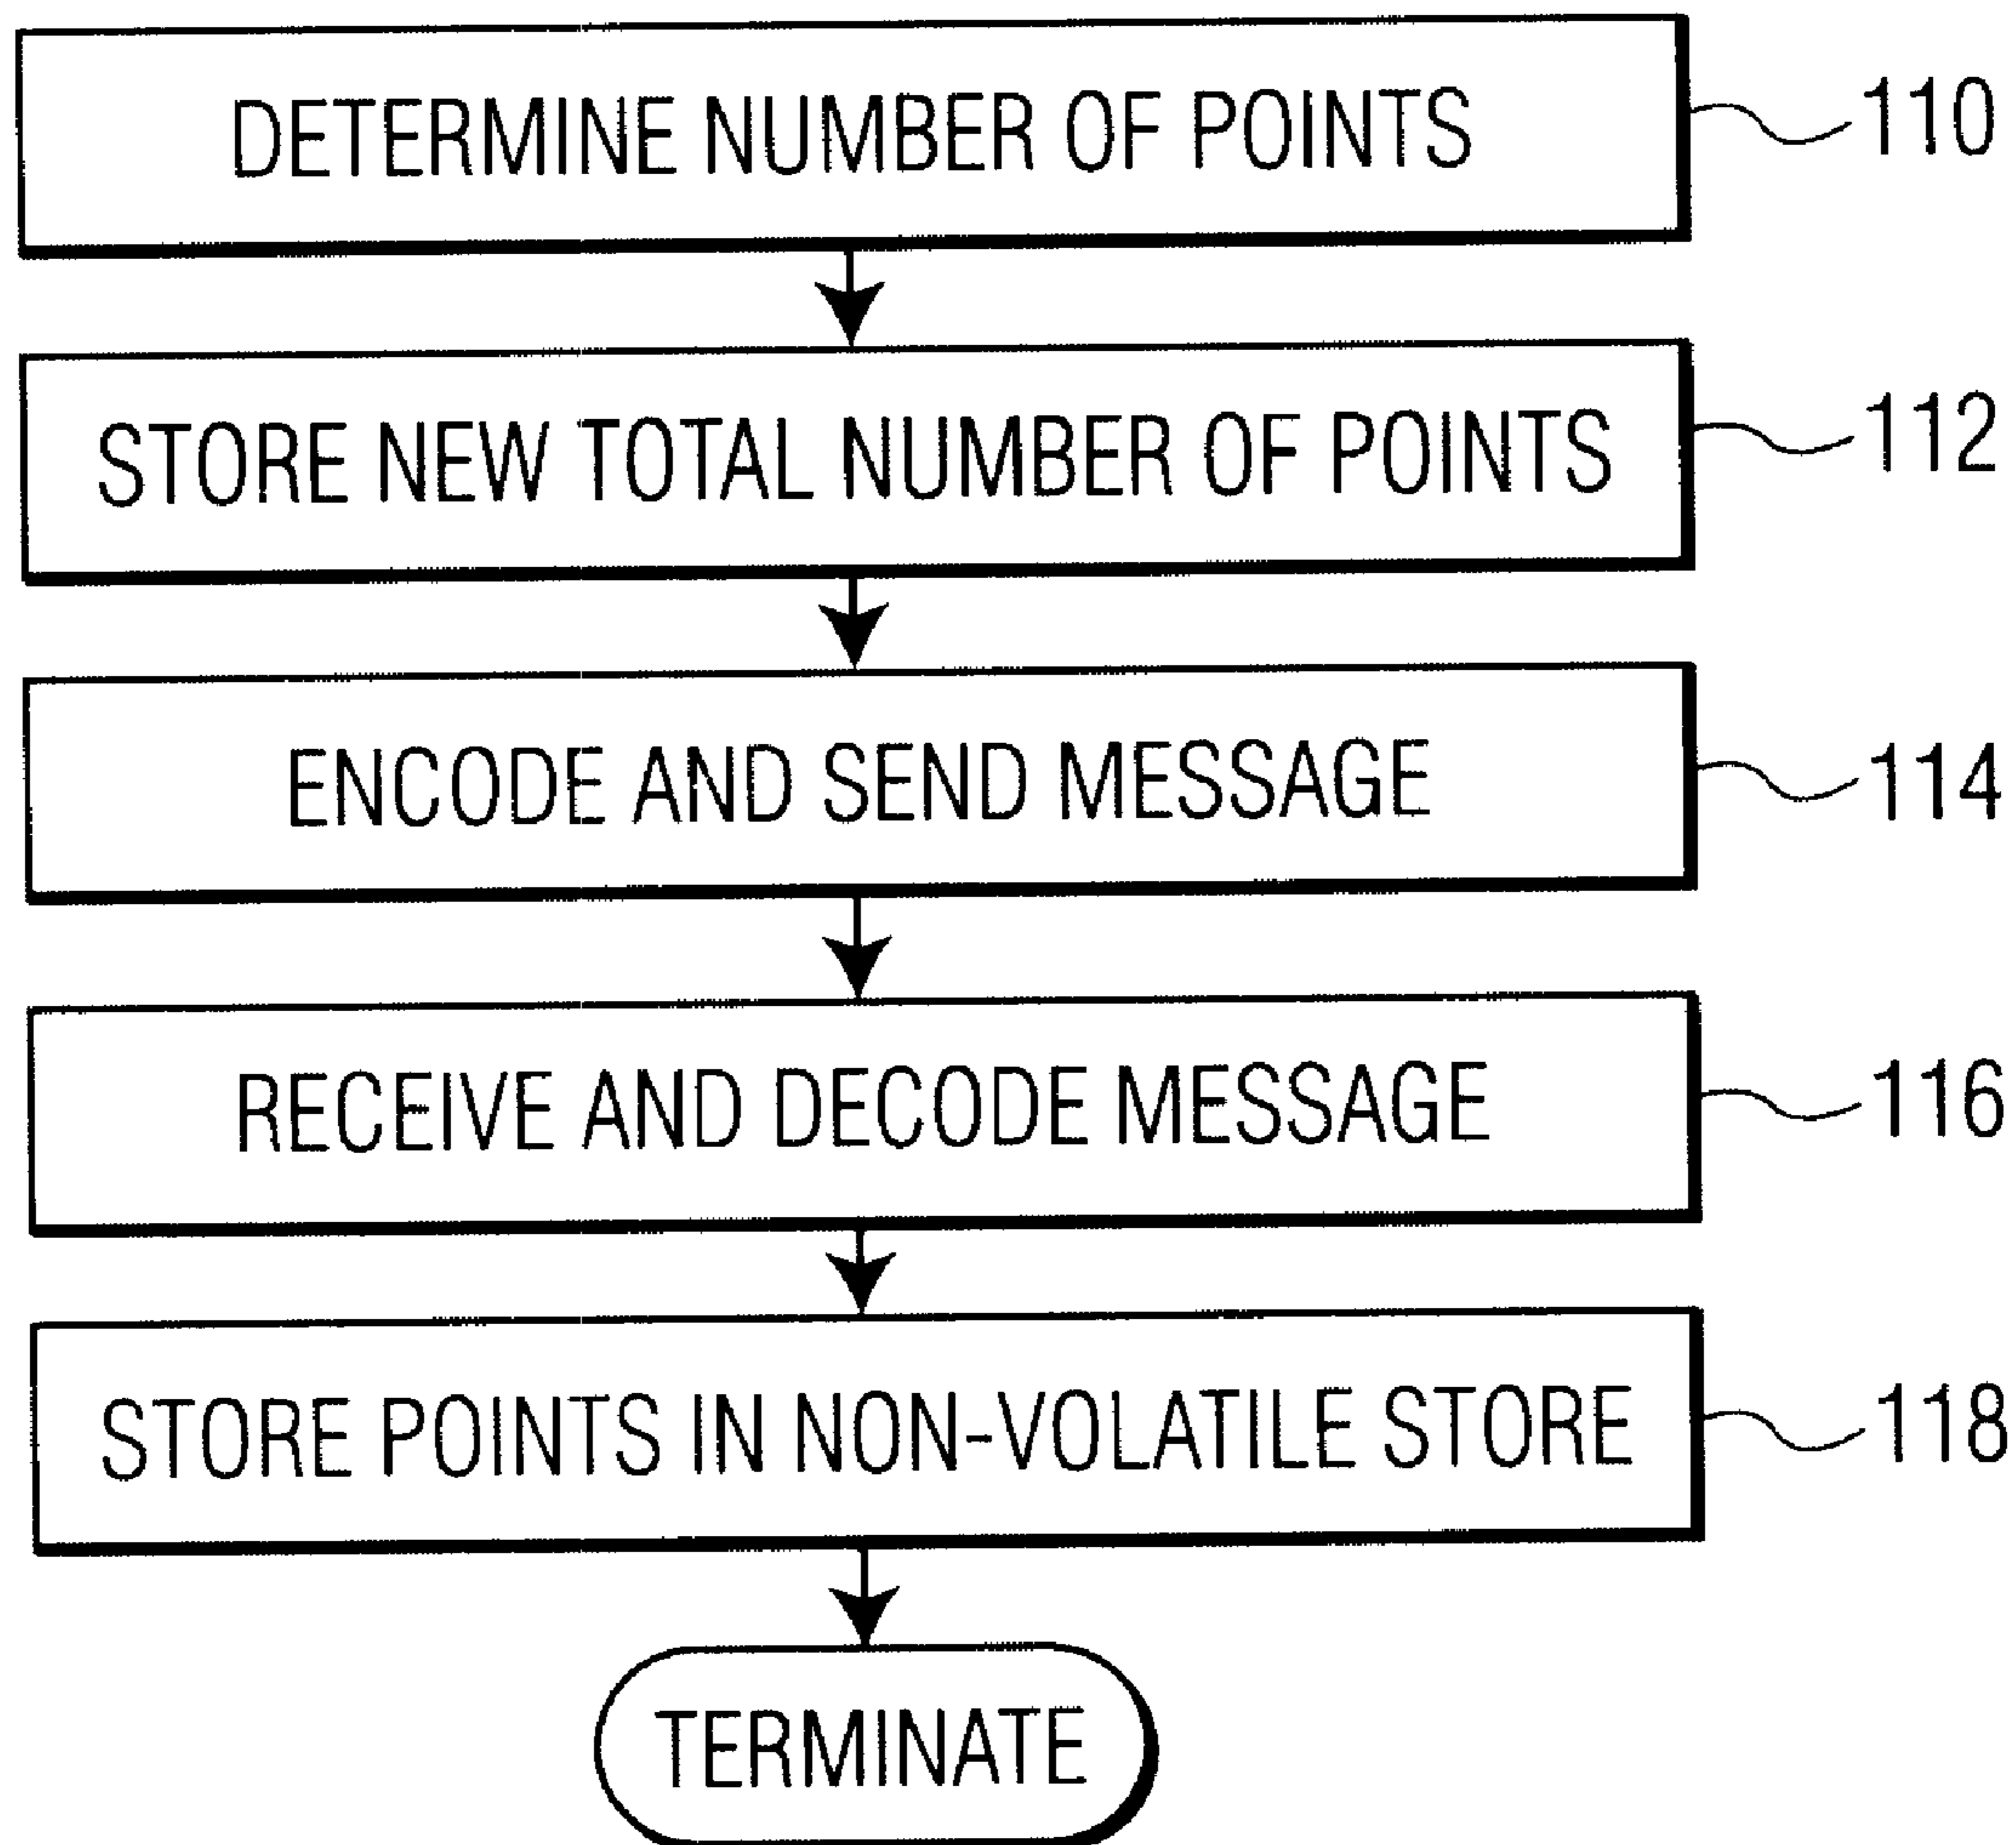 DETERMINE NUMBER OF POINTS 110
STORE NEW TOTAL NUMBER OF POINTS 112
ENCODE AND SEND MESSAGE 114
RECEIVE AND DECODE MESSAGE 116
STORE POINTS IN NON-VOLATILE STORE 118
TERMINATE